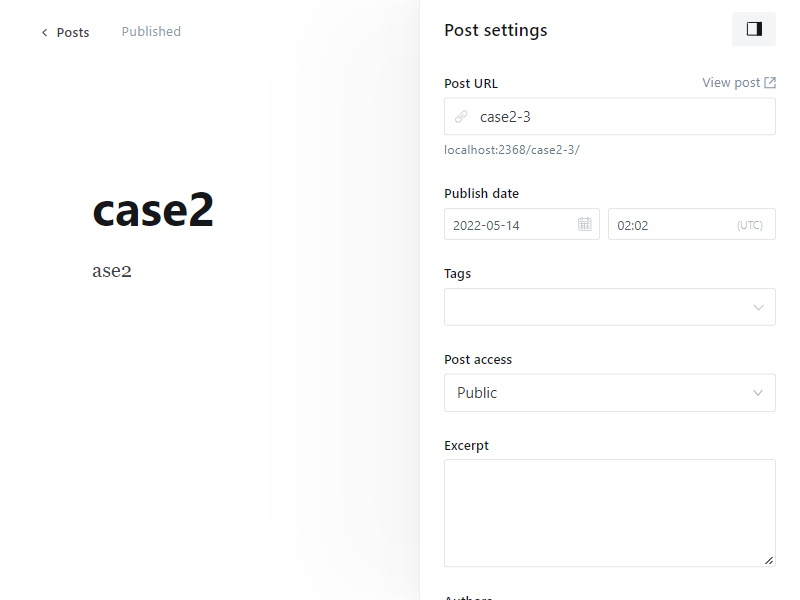 Posts
Published
case2
ase2
Post settings
Post URL
View post
case2-3
localhost:2368/case2-3/
Publish date
2022-05-14
02:02
(UTC)
Tags
Post access
Public
Excerpt
Authors